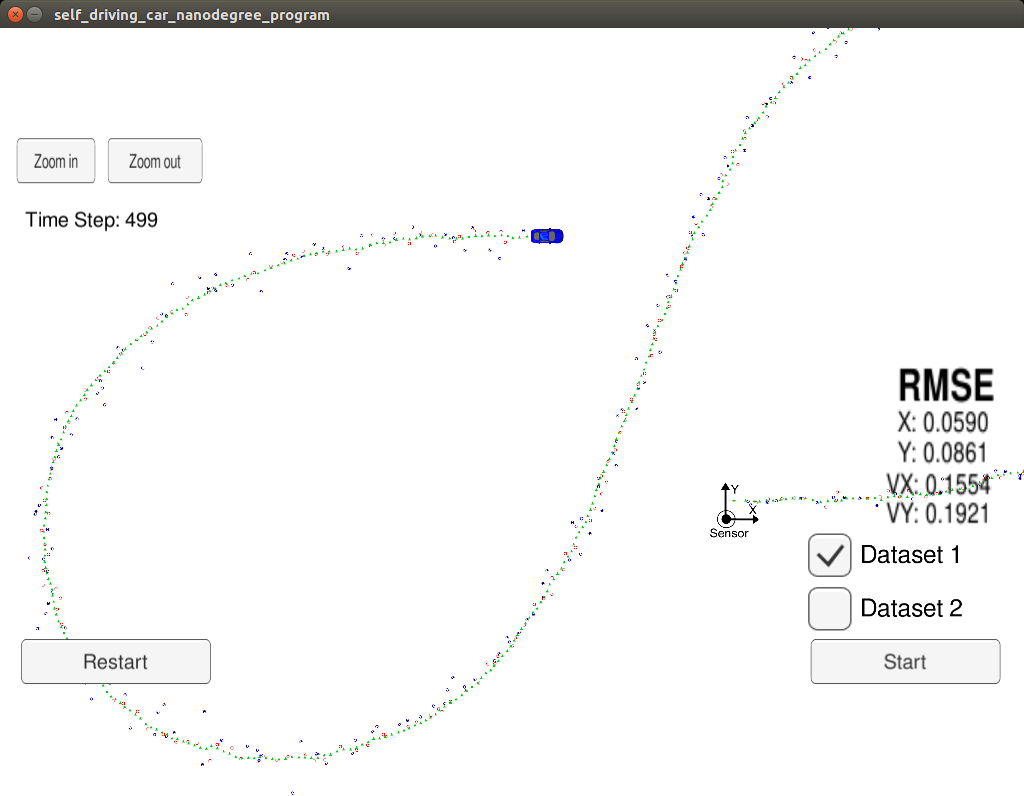 self_driving_car_nanodegree_program
Zoom in
Zoom out
Time Step: 499
RMSE
X: 0.0590
Y: 0.0861
VX: 0.1554
VY: 0.1921
Y
X
Sensor
Dataset 1
Dataset 2
Restart
Start